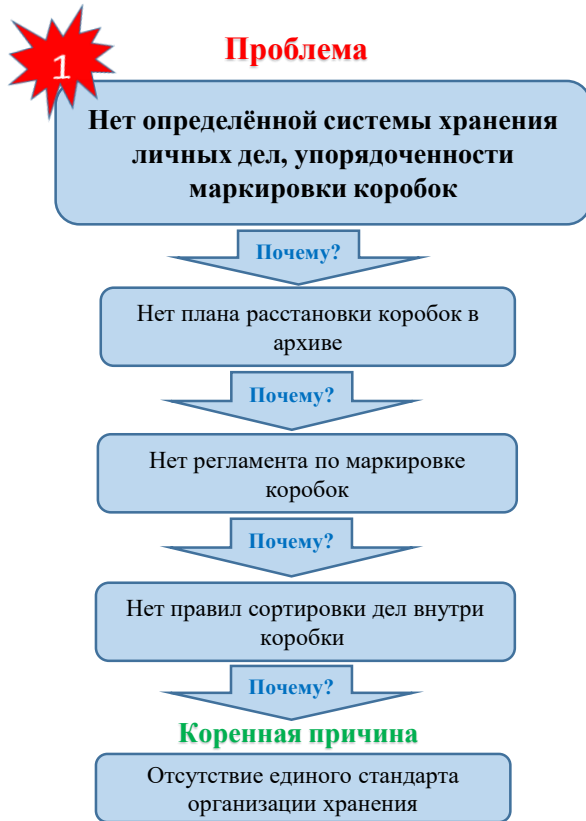 1
Проблема
Нет определённой системы хранения
личных дел, упорядоченности
маркировки коробок
Почему?
Нет плана расстановки коробок в
архиве
Почему?
Нет регламента по маркировке
коробок
Почему?
Нет правил сортировки дел внутри
коробки
Почему?
Коренная причина
Отсутствие единого стандарта
организации хранения